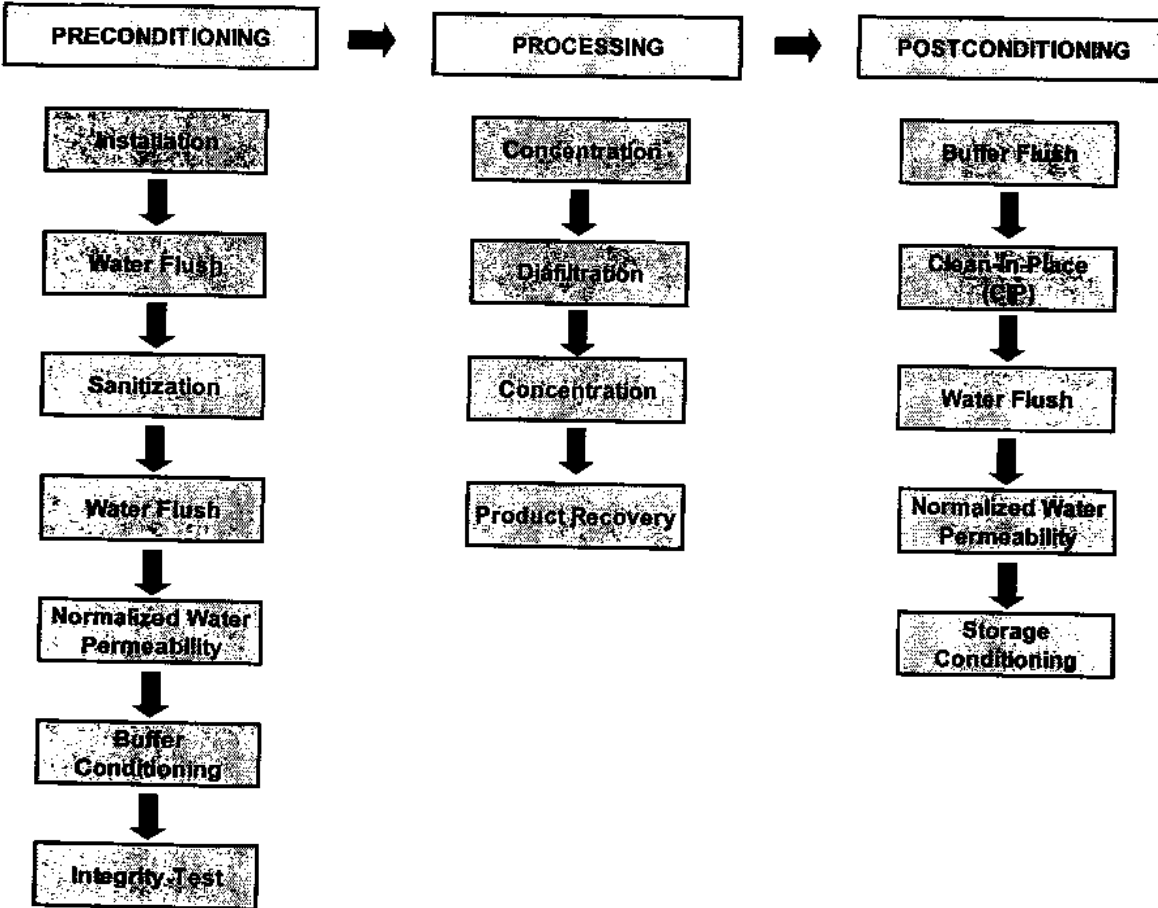 PRECONDITIONING
Installation
Water Flush
Sanitization
Water Flush
Normalized Water
Permeability
Buffer
Conditioning
Integrity Test
PROCESSING
Concentration
Diafiltration
Concentration
Product Recovery
POSTCONDITIONING
Buffer Flush
Clean-In-Place
(CIP)
Water Flush
Normalized Water
Permeability
Storage
Conditioning